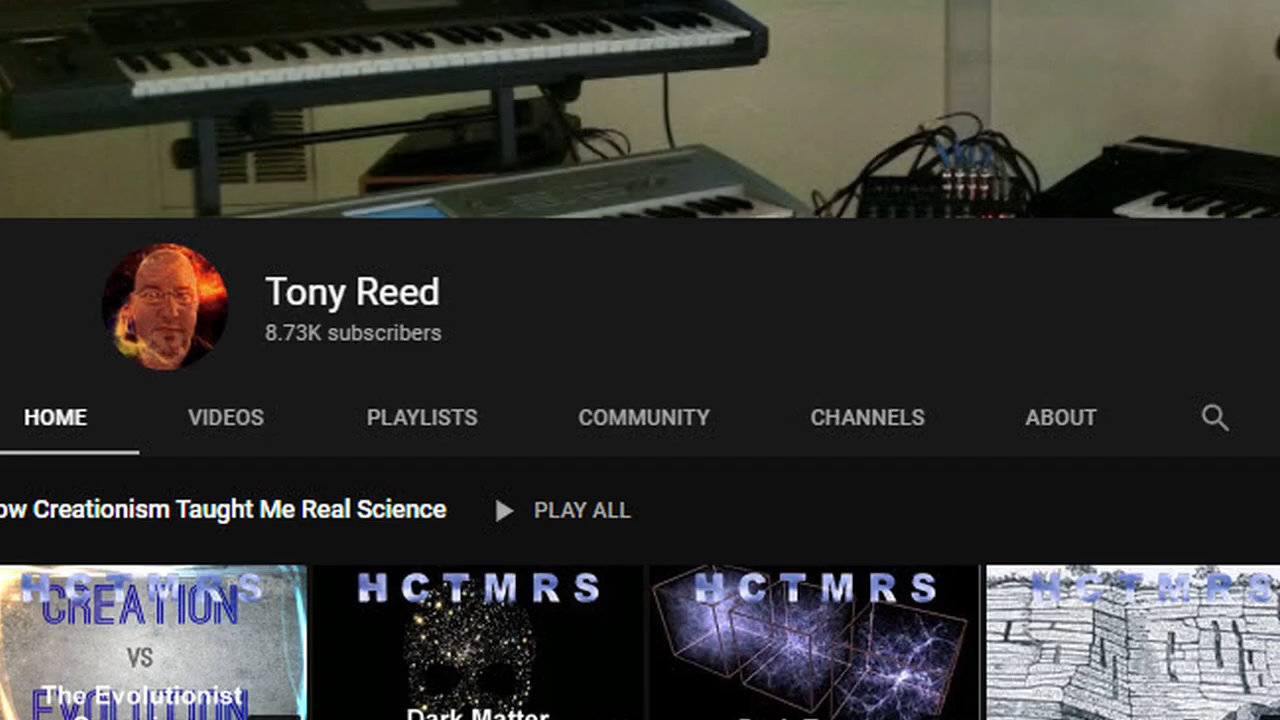 Tony Reed
8.73K subscribers
HOME VIDEOS PLAYLISTS COMMUNITY CHANNELS ABOUT
ow Creationism Taught Me Real Science PLAY ALL
HCTMRS HCTMRS HCTMRS HCTMRS
CREATION
VS
The Evolutionist
EVOLUTION
Dark Matter